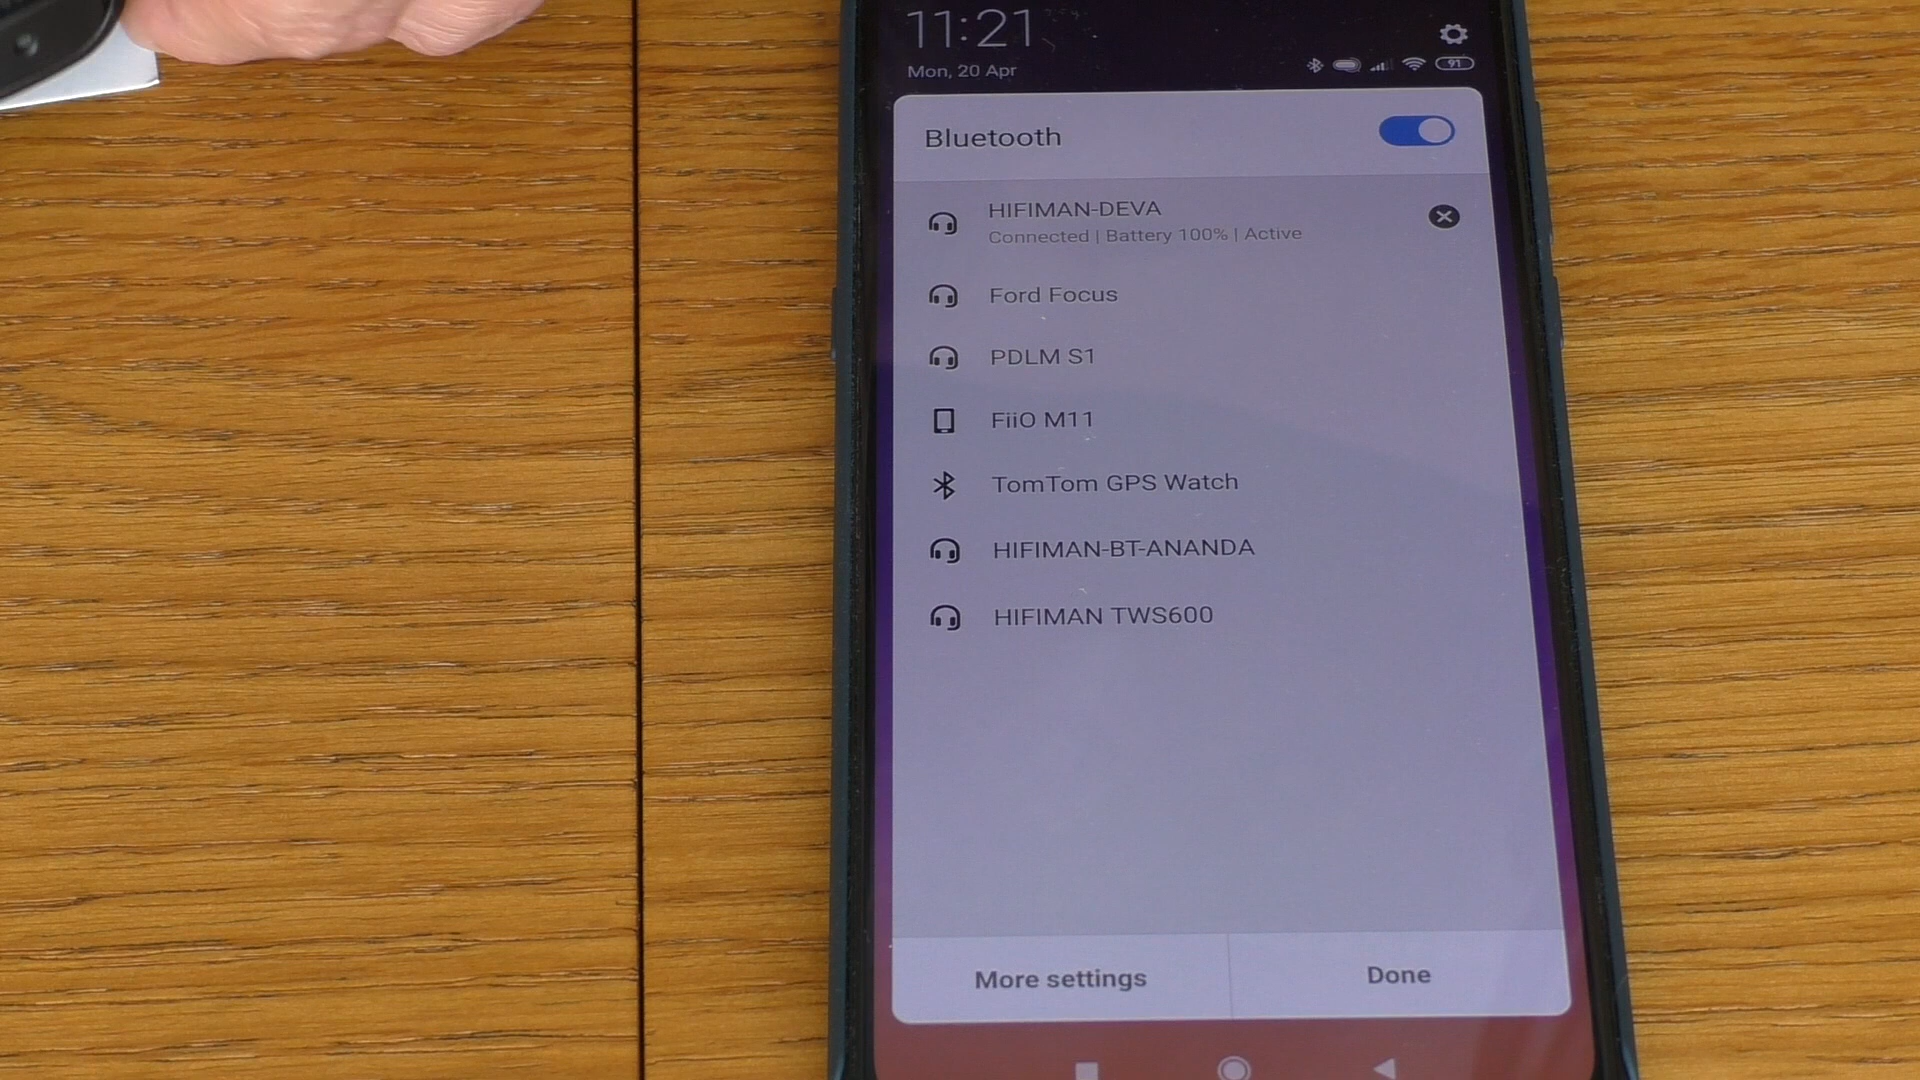 11:21
Mon, 20 Apr
91
Bluetooth
HIFIMAN-DEVA
Connected | Battery 100% | Active
Ford Focus
PDLM S1
FiiO M11
TomTom GPS Watch
HIFIMAN-BT-ANANDA
HIFIMAN TWS600
More settings
Done